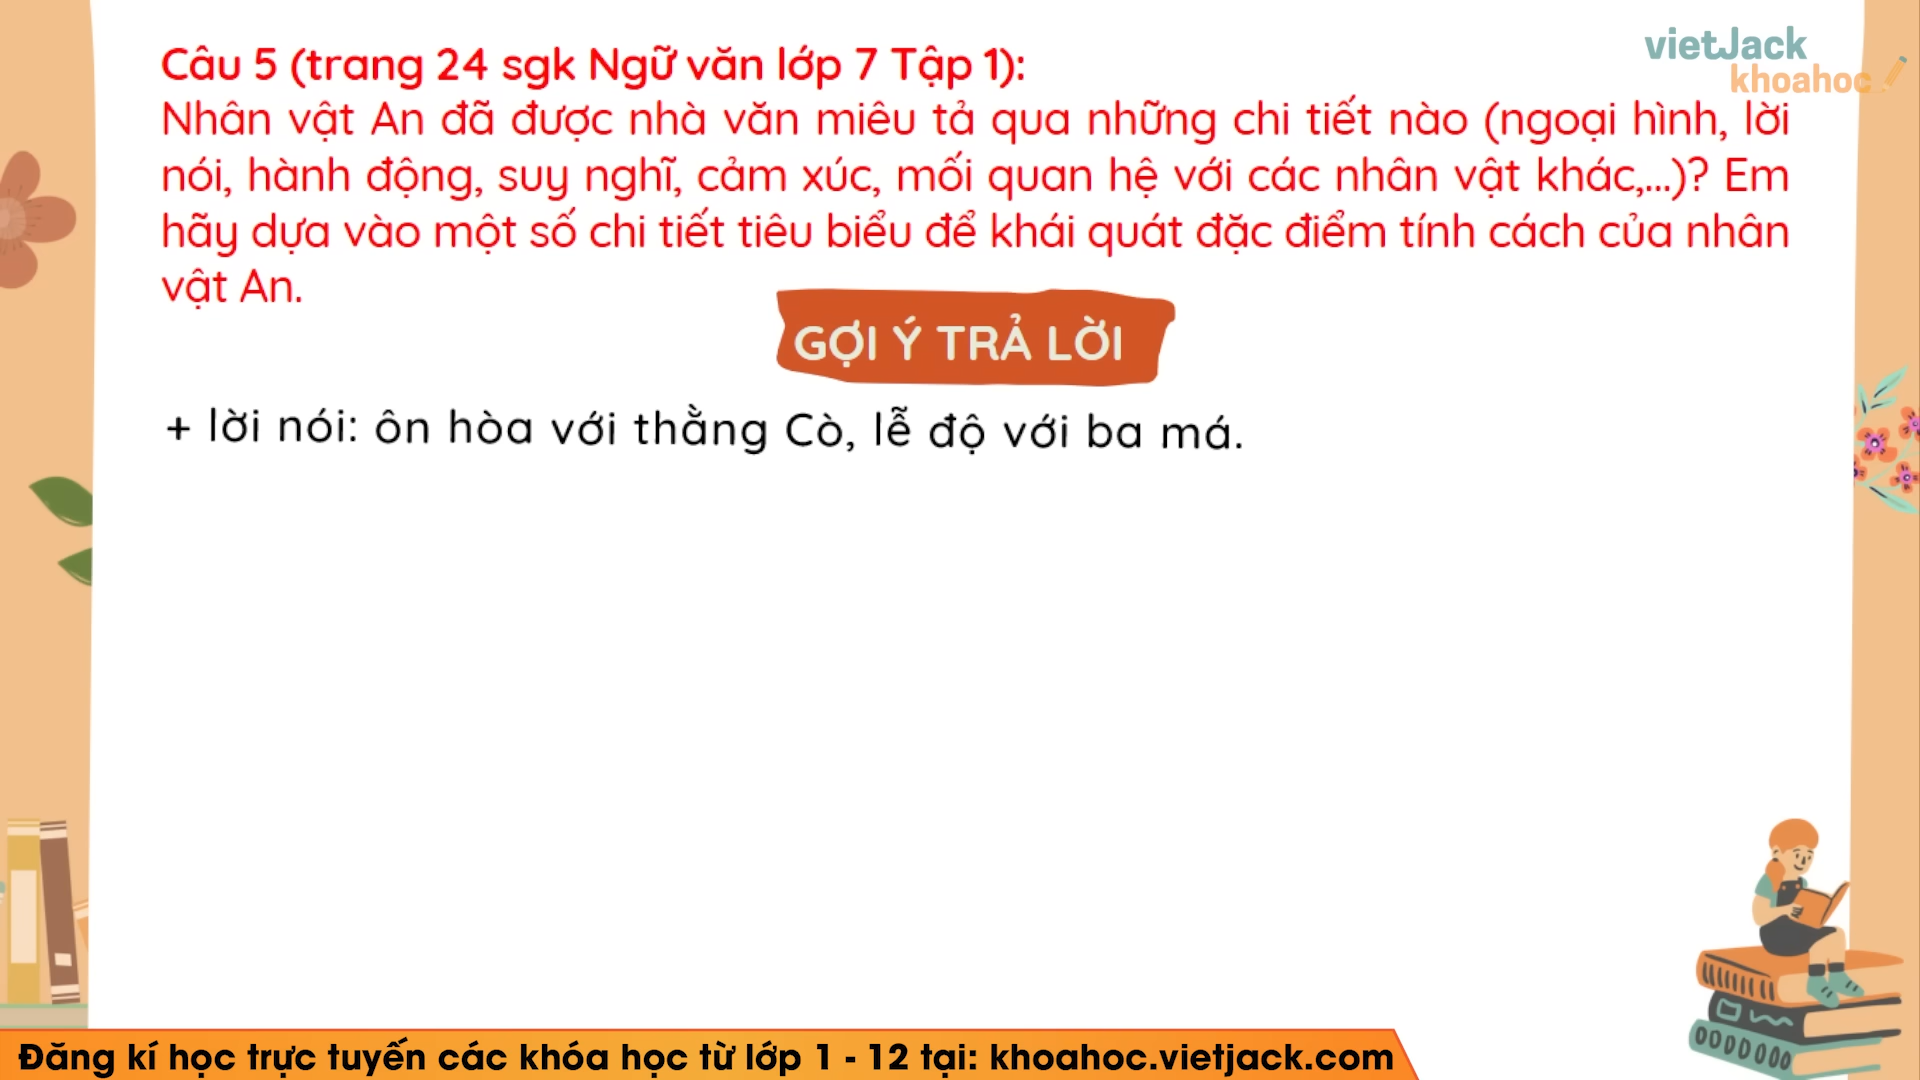 vietJack
khoahoc
Câu 5 (trang 24 sgk Ngữ văn lớp 7 Tập 1):
Nhân vật An đã được nhà văn miêu tả qua những chi tiết nào (ngoại hình, lời
nói, hành động, suy nghĩ, cảm xúc, mối quan hệ với các nhân vật khác,...)? Em
hãy dựa vào một số chi tiết tiêu biểu để khái quát đặc điểm tính cách của nhân
vật An.
GỢI Ý TRẢ LỜI
+ lời nói: ôn hòa với thằng Cò, lễ độ với ba má.
Đăng kí học trực tuyến các khóa học từ lớp 1 - 12 tại: khoahoc.vietjack.com